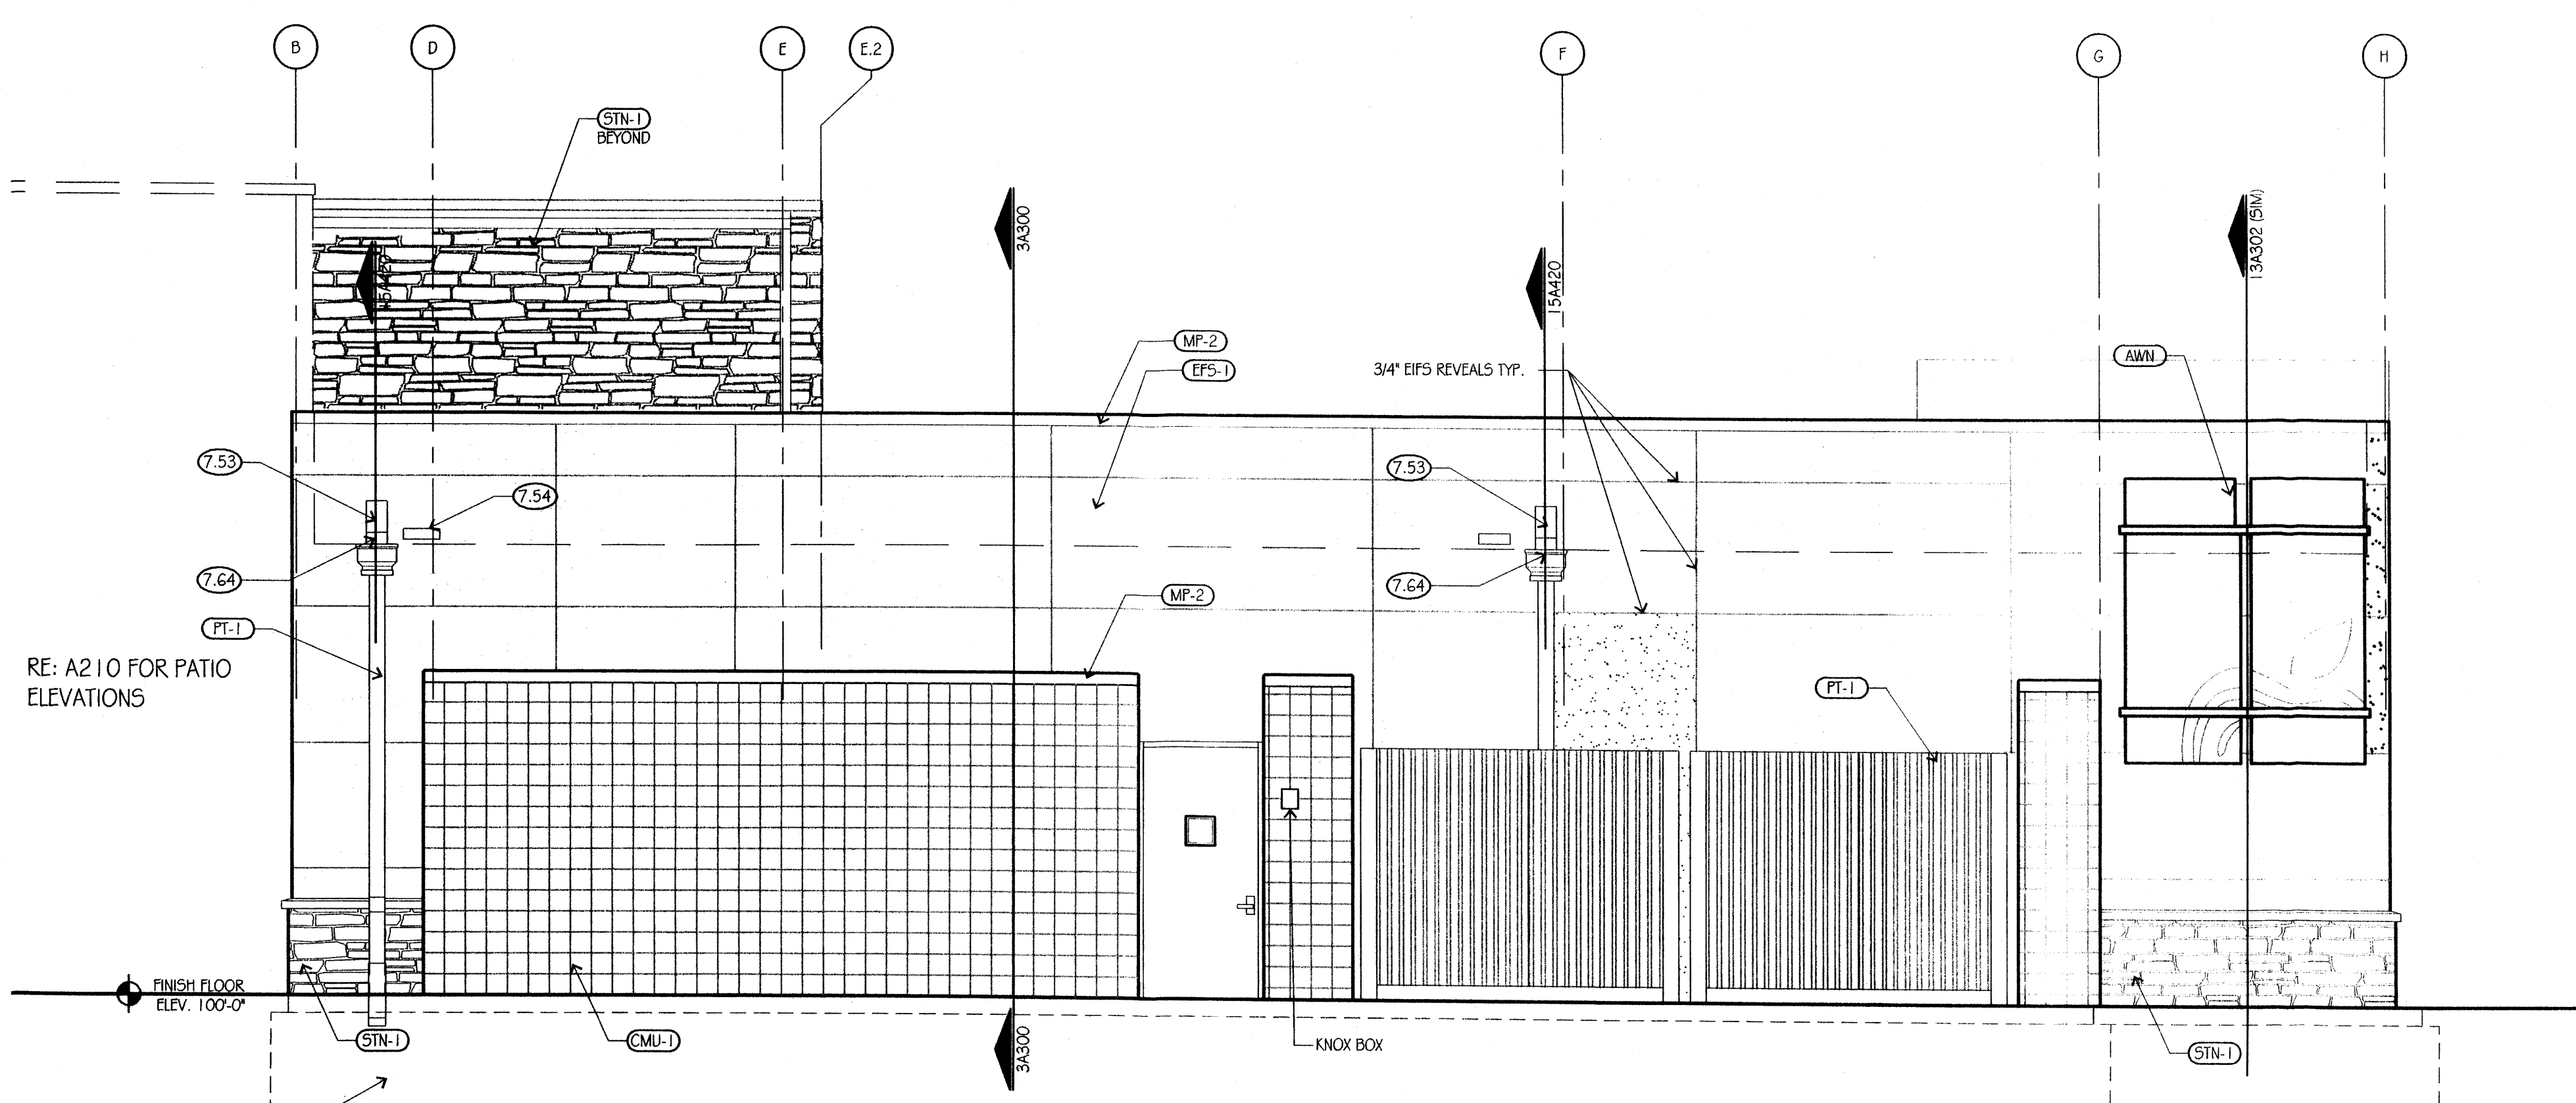 B
D
E
E.2
F
G
H
STN-1
BEYOND
3A300
15A420
15A420
13A302 (SIM)
MP-2
EFS-1
3/4" EIFS REVEALS TYP.
AWN
7.53
7.54
7.53
7.64
7.64
MP-2
PT-1
RE: A210 FOR PATIO
ELEVATIONS
PT-1
FINISH FLOOR
ELEV. 100'-0"
STN-1
CMU-1
3A300
KNOX BOX
STN-1